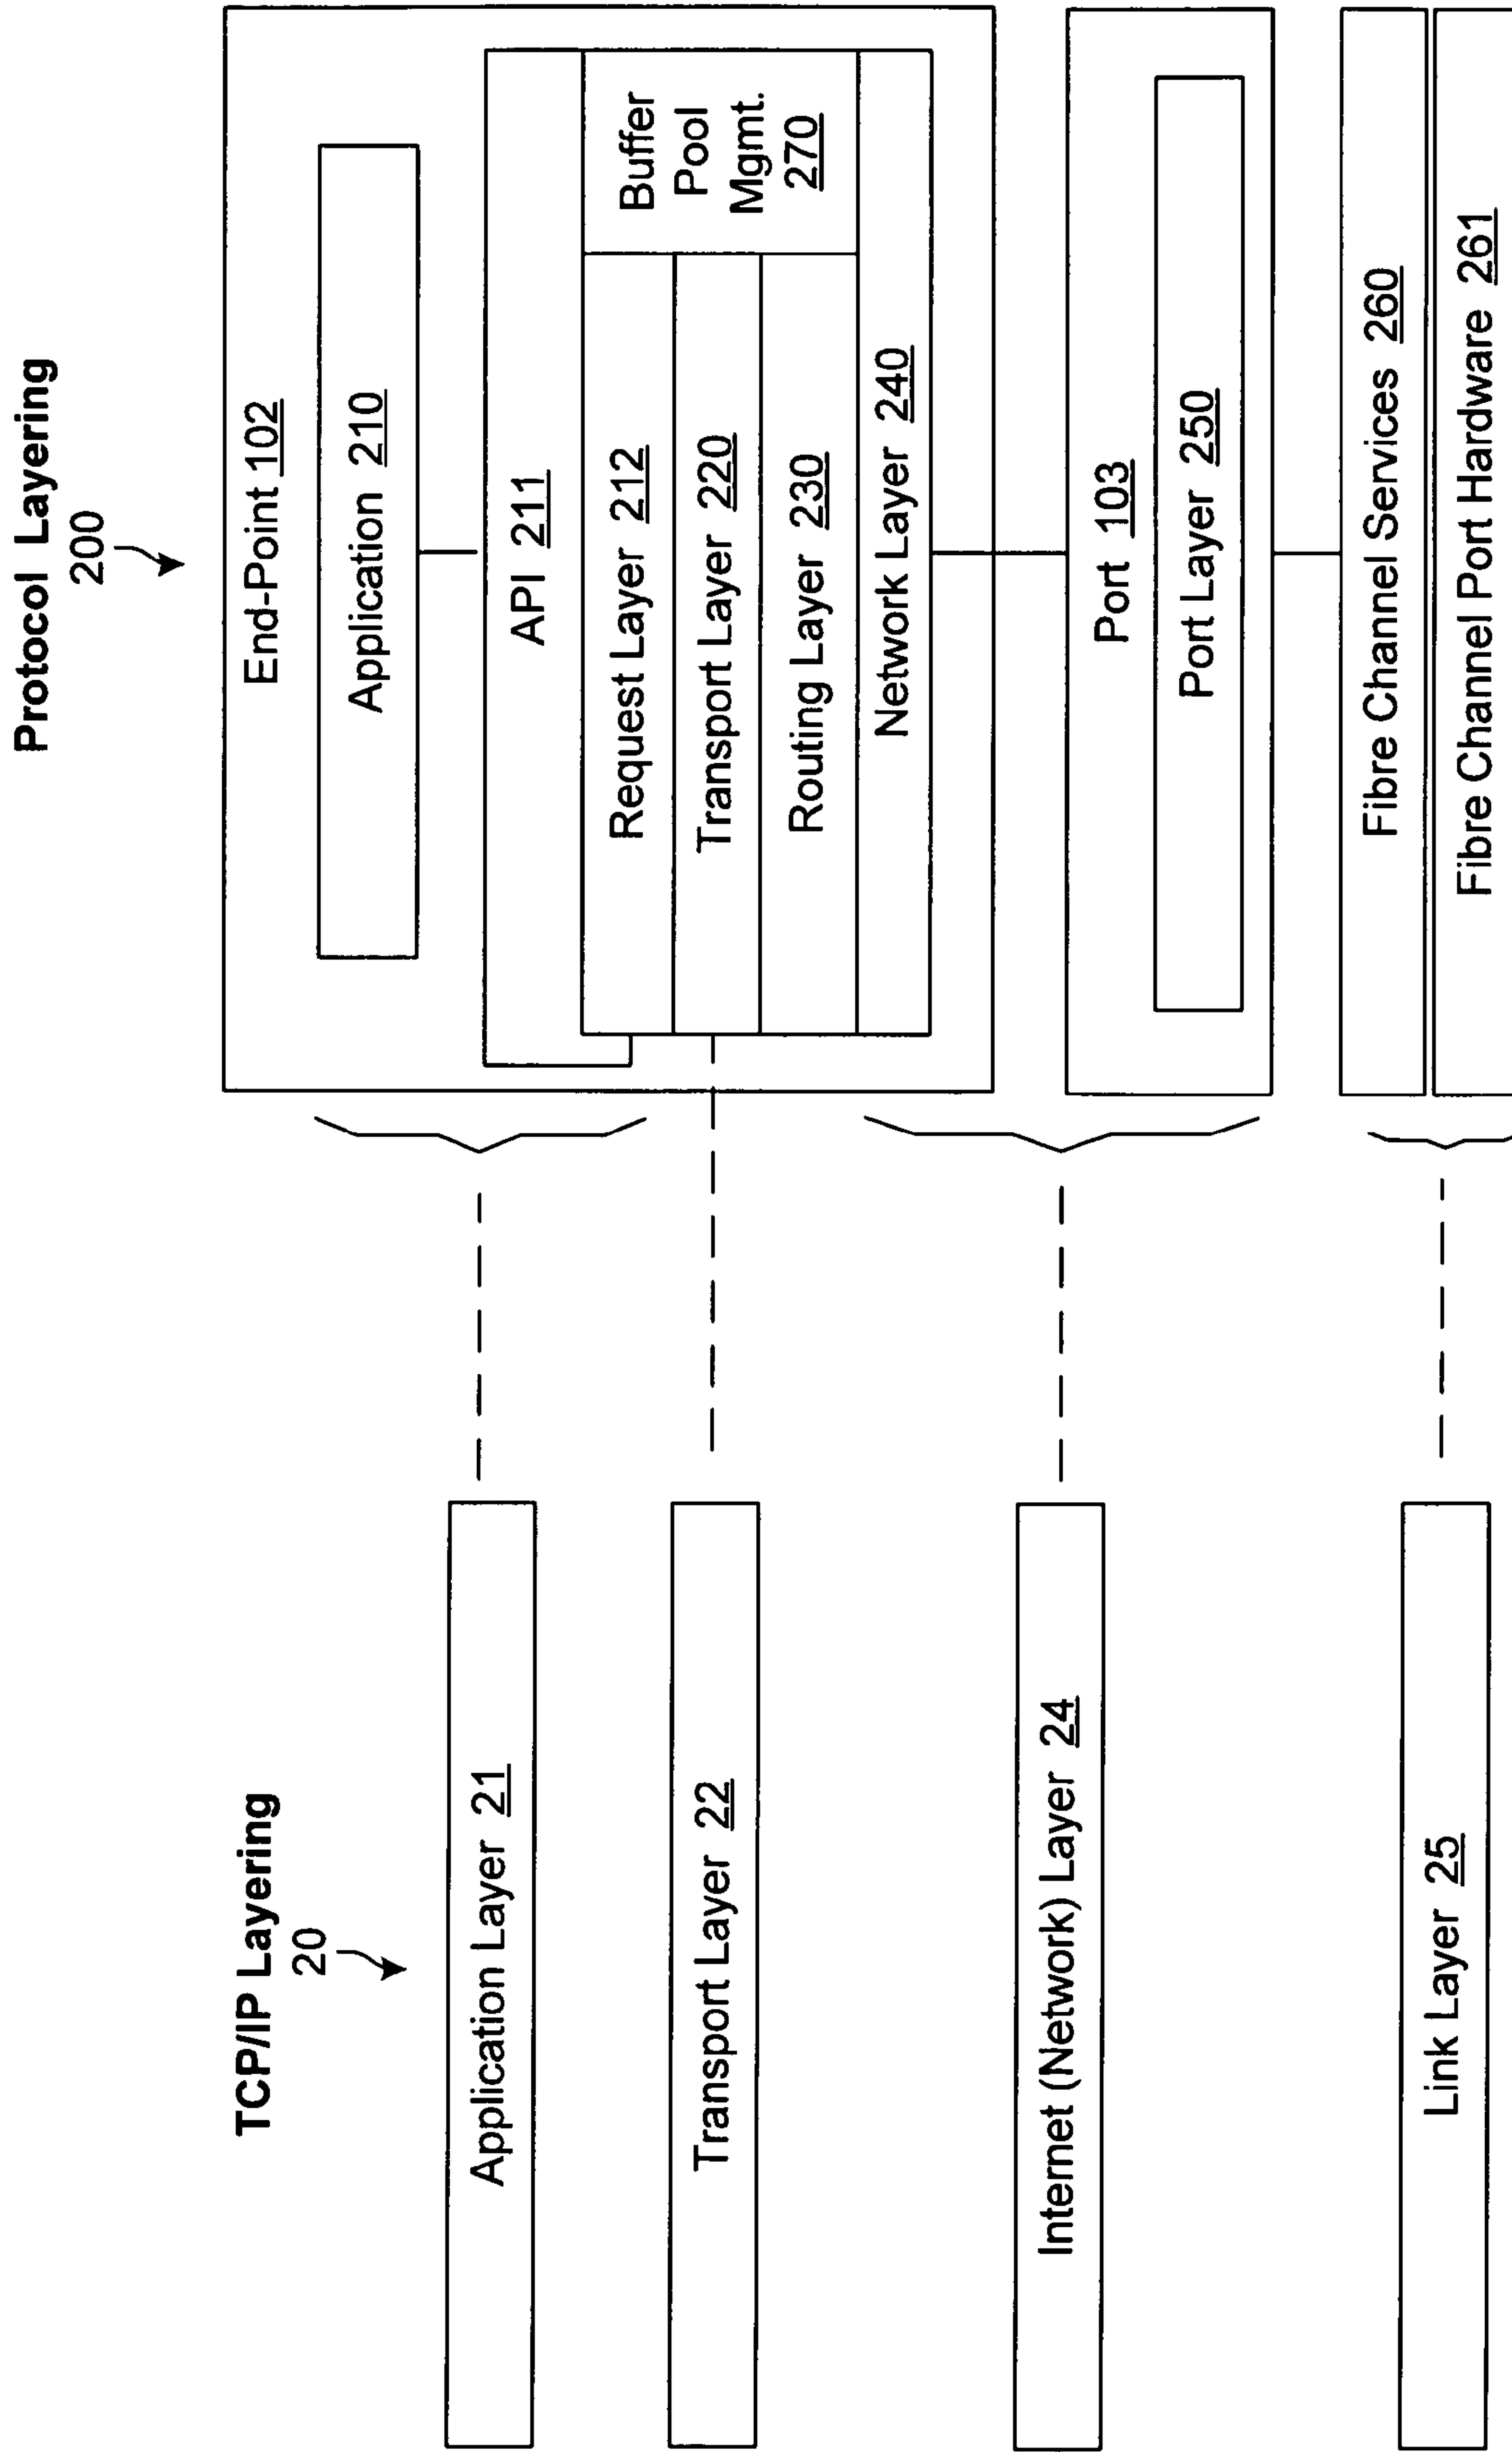 TCP/IP Layering
20
Application Layer 21
Transport Layer 22
Internet (Network) Layer 24
Link Layer 25
Protocol Layering
200
End-Point 102
Application 210
API 211
Request Layer 212
Transport Layer 220
Routing Layer 230
Buffer
Pool
Mgmt.
270
Network Layer 240
Port 103
Port Layer 250
Fibre Channel Services 260
Fibre Channel Port Hardware 261